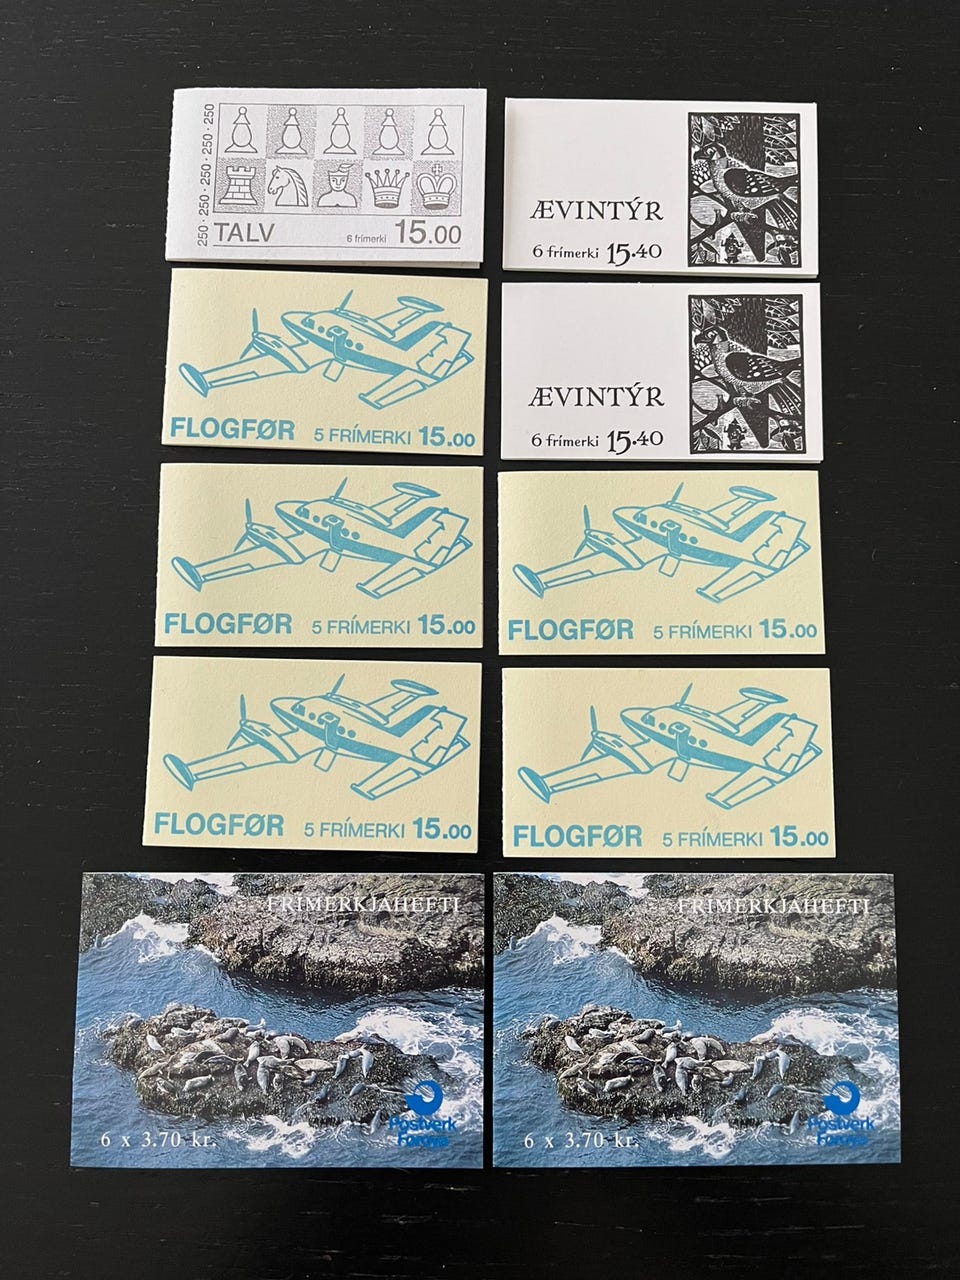 250 · 250 · 250 · 250 · 250
TALV 6 frímerki 15.00
ÆVINTÝR
6 frímerki 15.40
FLOGFØR 5 FRÍMERKI 15.00
ÆVINTÝR
6 frímerki 15.40
FLOGFØR 5 FRÍMERKI 15.00
FLOGFØR 5 FRÍMERKI 15.00
FLOGFØR 5 FRÍMERKI 15.00
FLOGFØR 5 FRÍMERKI 15.00
FRÍMERKJAHEFTI
6 x 3.70 kr.
Postverk
Føroya
FRÍMERKJAHEFTI
6 x 3.70 kr.
Postverk
Føroya